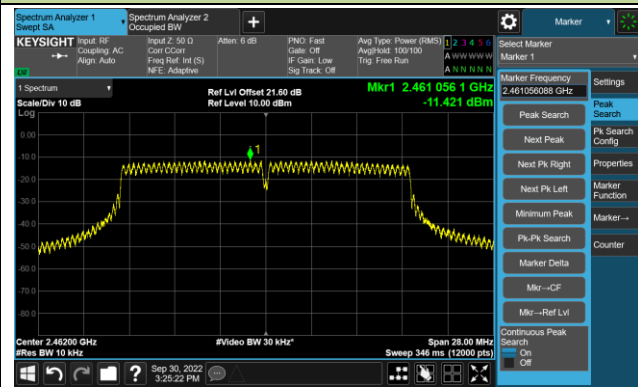 Spectrum Analyzer 1
Swept SA
Spectrum Analyzer 2
Occupied BW
+
Marker
KEYSIGHT
Input: RF
Coupling: AC
Align: Auto
Input Z: 50 Ω
Corr CCorr
Freq Ref: Int (S)
NFE: Adaptive
Atten: 6 dB
PNO: Fast
Gate: Off
IF Gain: Low
Sig Track: Off
Avg Type: Power (RMS)
Avg|Hold: 100/100
Trig: Free Run
1 2 3 4 5 6
A W W W W W
A N N N N N
LXI
Select Marker
Marker 1
1 Spectrum
Scale/Div 10 dB
Log
Ref Lvl Offset 21.60 dB
Ref Level 10.00 dBm
Mkr1 2.461 056 1 GHz
-11.421 dBm
0.00
-10.0
-20.0
-30.0
-40.0
-50.0
-60.0
-70.0
-80.0
1
Center 2.46200 GHz
#Res BW 10 kHz
#Video BW 30 kHz*
Span 28.00 MHz
Sweep 346 ms (12000 pts)
Marker Frequency
2.461056088 GHz
Peak Search
Next Peak
Next Pk Right
Next Pk Left
Minimum Peak
Pk-Pk Search
Marker Delta
Mkr→CF
Mkr→Ref Lvl
Continuous Peak
Search
On
Off
Settings
Peak
Search
Pk Search
Config
Properties
Marker
Function
Marker→
Counter
?
Sep 30, 2022
3:25:22 PM